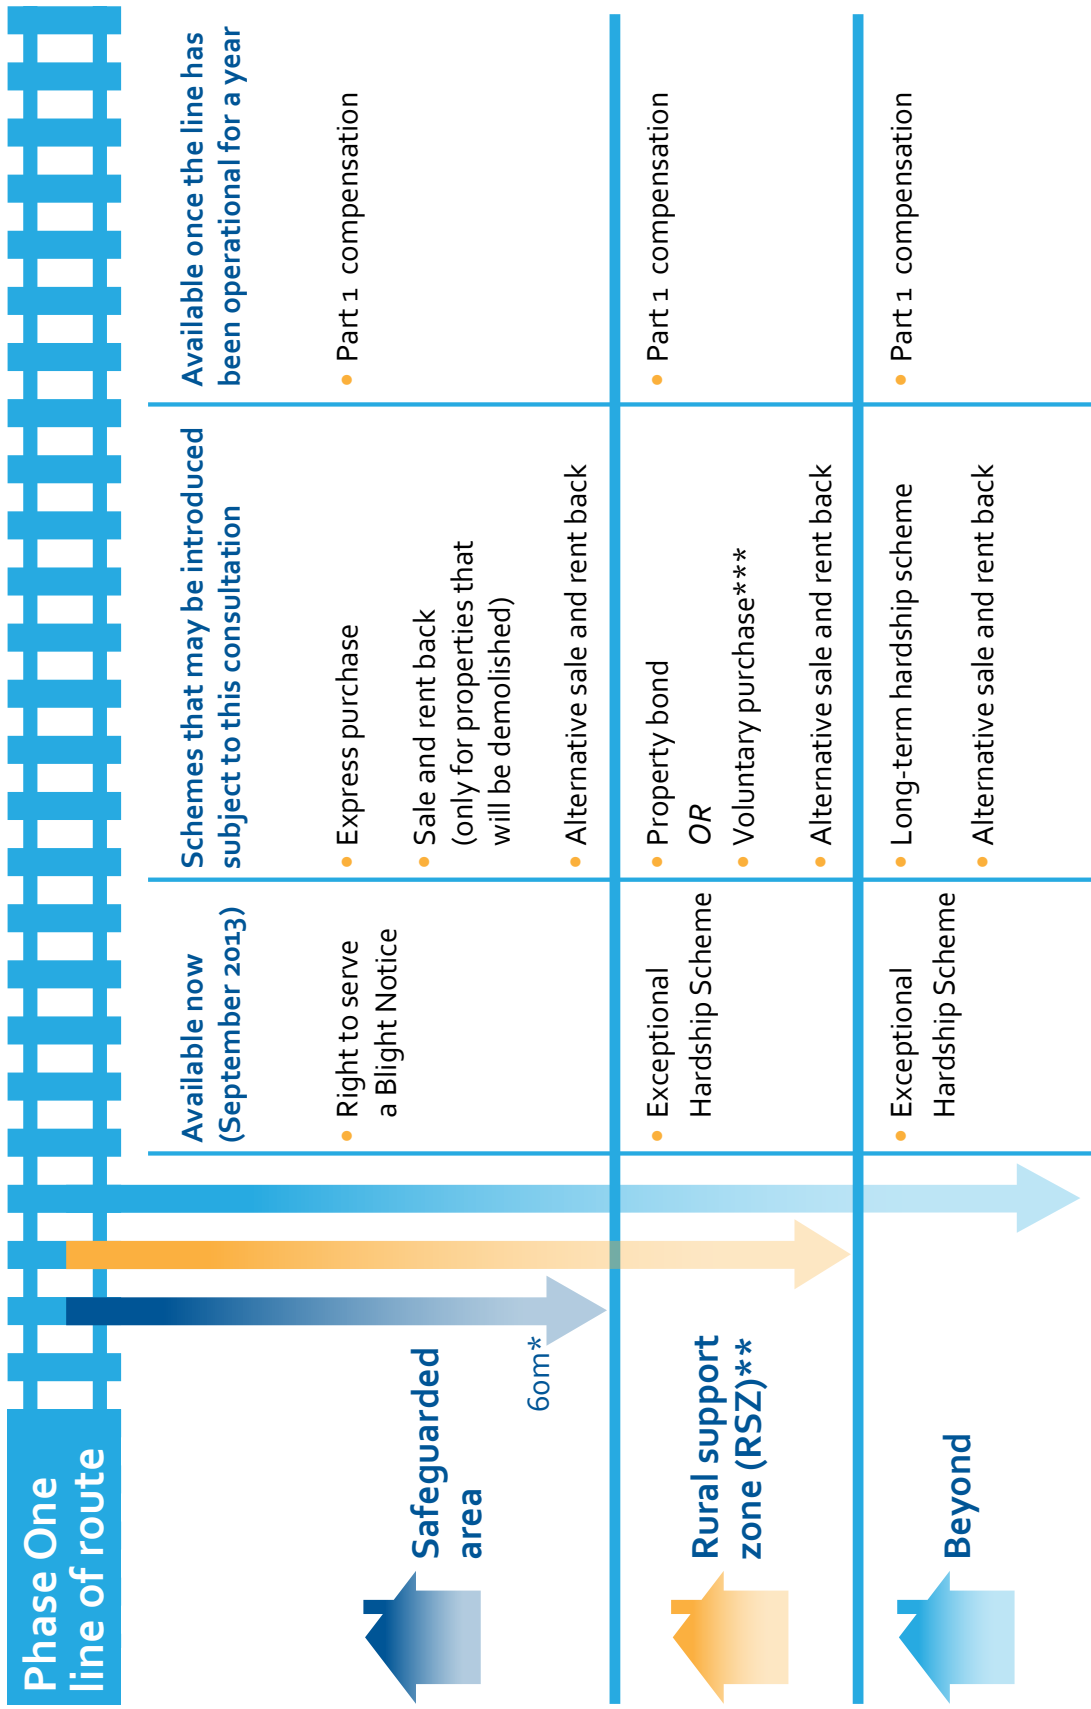 Phase One
line of route
Available now
(September 2013)
Schemes that may be introduced
subject to this consultation
Available once the line has
been operational for a year
Safeguarded
area
60m*
• Right to serve
a Blight Notice
• Express purchase
• Sale and rent back
(only for properties that
will be demolished)
• Alternative sale and rent back
• Part 1 compensation
Rural support
zone (RSZ)**
• Exceptional
Hardship Scheme
• Property bond
OR
• Voluntary purchase***
• Alternative sale and rent back
• Part 1 compensation
Beyond
• Exceptional
Hardship Scheme
• Long-term hardship scheme
• Alternative sale and rent back
• Part 1 compensation